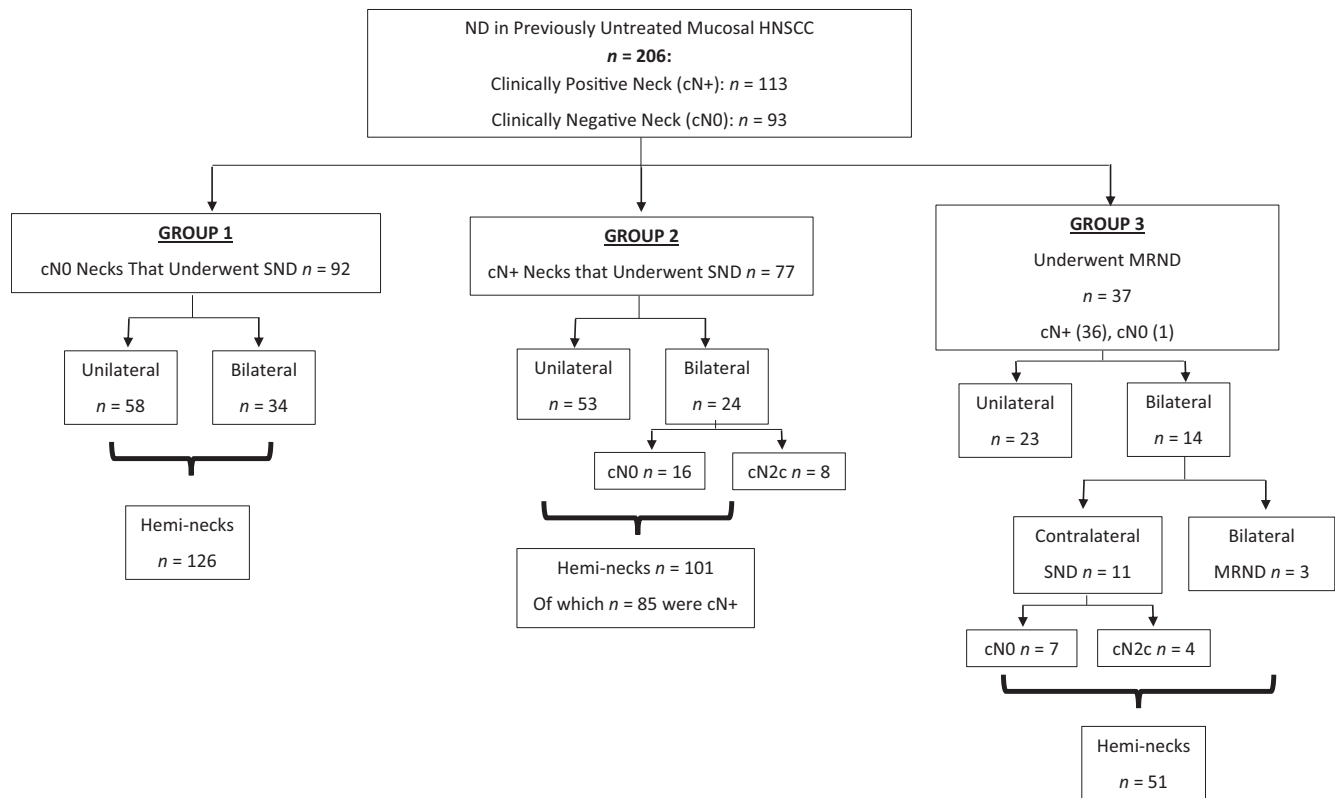 ND in Previously Untreated Mucosal HNSCC
n = 206:
Clinically Positive Neck (cN+): n = 113
Clinically Negative Neck (cN0): n = 93
GROUP 1
cN0 Necks That Underwent SND n = 92
Unilateral
n = 58
Bilateral
n = 34
Hemi-necks
n = 126
GROUP 2
cN+ Necks that Underwent SND n = 77
Unilateral
n = 53
Bilateral
n = 24
cN0 n = 16
cN2c n = 8
Hemi-necks n = 101
Of which n = 85 were cN+
GROUP 3
Underwent MRND
n = 37
cN+ (36), cN0 (1)
Unilateral
n = 23
Bilateral
n = 14
Contralateral
SND n = 11
Bilateral
MRND n = 3
cN0 n = 7
cN2c n = 4
Hemi-necks
n = 51